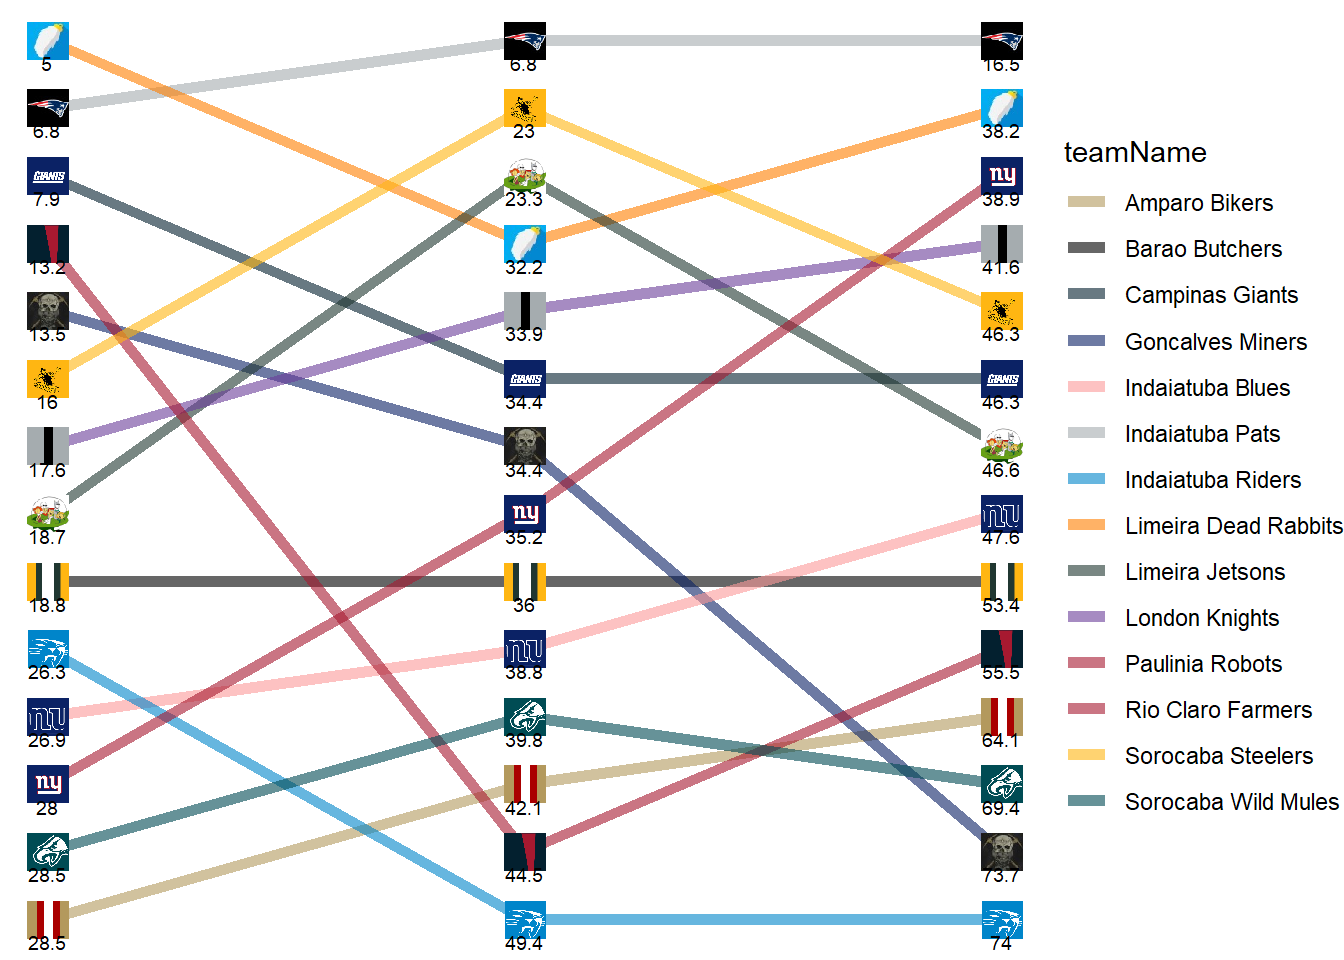 5
6.8
16.5
6.8
23
38.2
GIANTS
7.9
23.3
ny
38.9
13.2
32.2
41.6
13.5
33.9
46.3
16
GIANTS
34.4
GIANTS
46.3
17.6
34.4
46.6
18.7
ny
35.2
nu
47.6
18.8
36
53.4
26.3
nu
38.8
55.5
nu
26.9
39.8
64.1
ny
28
42.1
69.4
28.5
44.5
73.7
28.5
49.4
74
teamName
Amparo Bikers
Barao Butchers
Campinas Giants
Goncalves Miners
Indaiatuba Blues
Indaiatuba Pats
Indaiatuba Riders
Limeira Dead Rabbits
Limeira Jetsons
London Knights
Paulinia Robots
Rio Claro Farmers
Sorocaba Steelers
Sorocaba Wild Mules